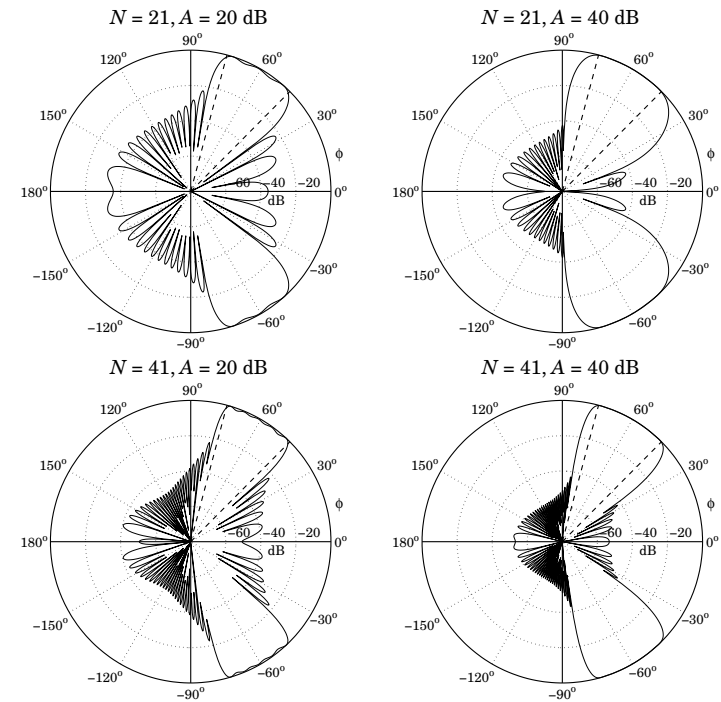 N = 21, A = 20 dB
N = 21, A = 40 dB
90° 90°
120° 60° 120° 60°
150° 30° 150° 30°
ϕ ϕ
180° −60 −40 −20 0° 180° −60 −40 −20 0°
dB dB
−150° −30° −150° −30°
−120° −60° −120° −60°
−90° −90°
N = 41, A = 20 dB
N = 41, A = 40 dB
90° 90°
120° 60° 120° 60°
150° 30° 150° 30°
ϕ ϕ
180° −60 −40 −20 0° 180° −60 −40 −20 0°
dB dB
−150° −30° −150° −30°
−120° −60° −120° −60°
−90° −90°